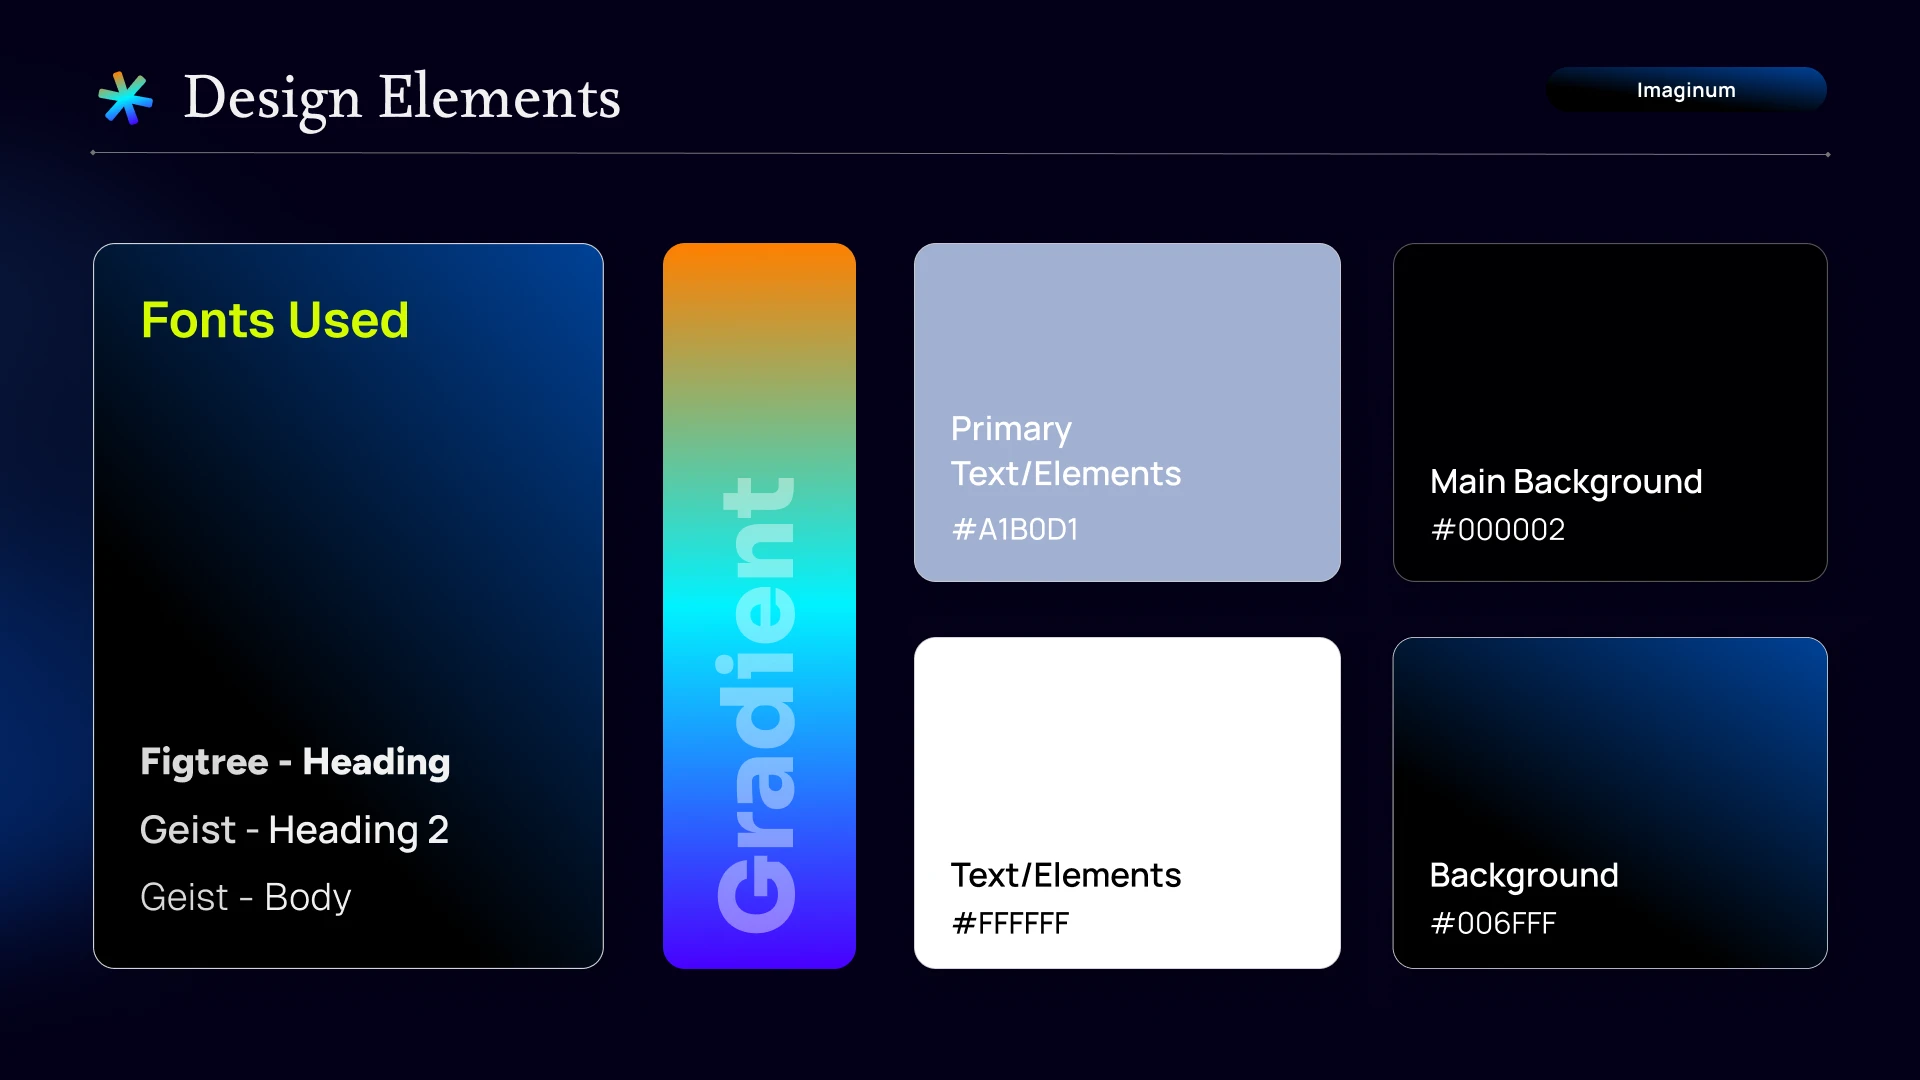 Design Elements
Imaginum
Fonts Used
Figtree - Heading
Geist - Heading 2
Geist - Body
Gradient
Primary
Text/Elements
#A1B0D1
Main Background
#000002
Text/Elements
#FFFFFF
Background
#006FFF